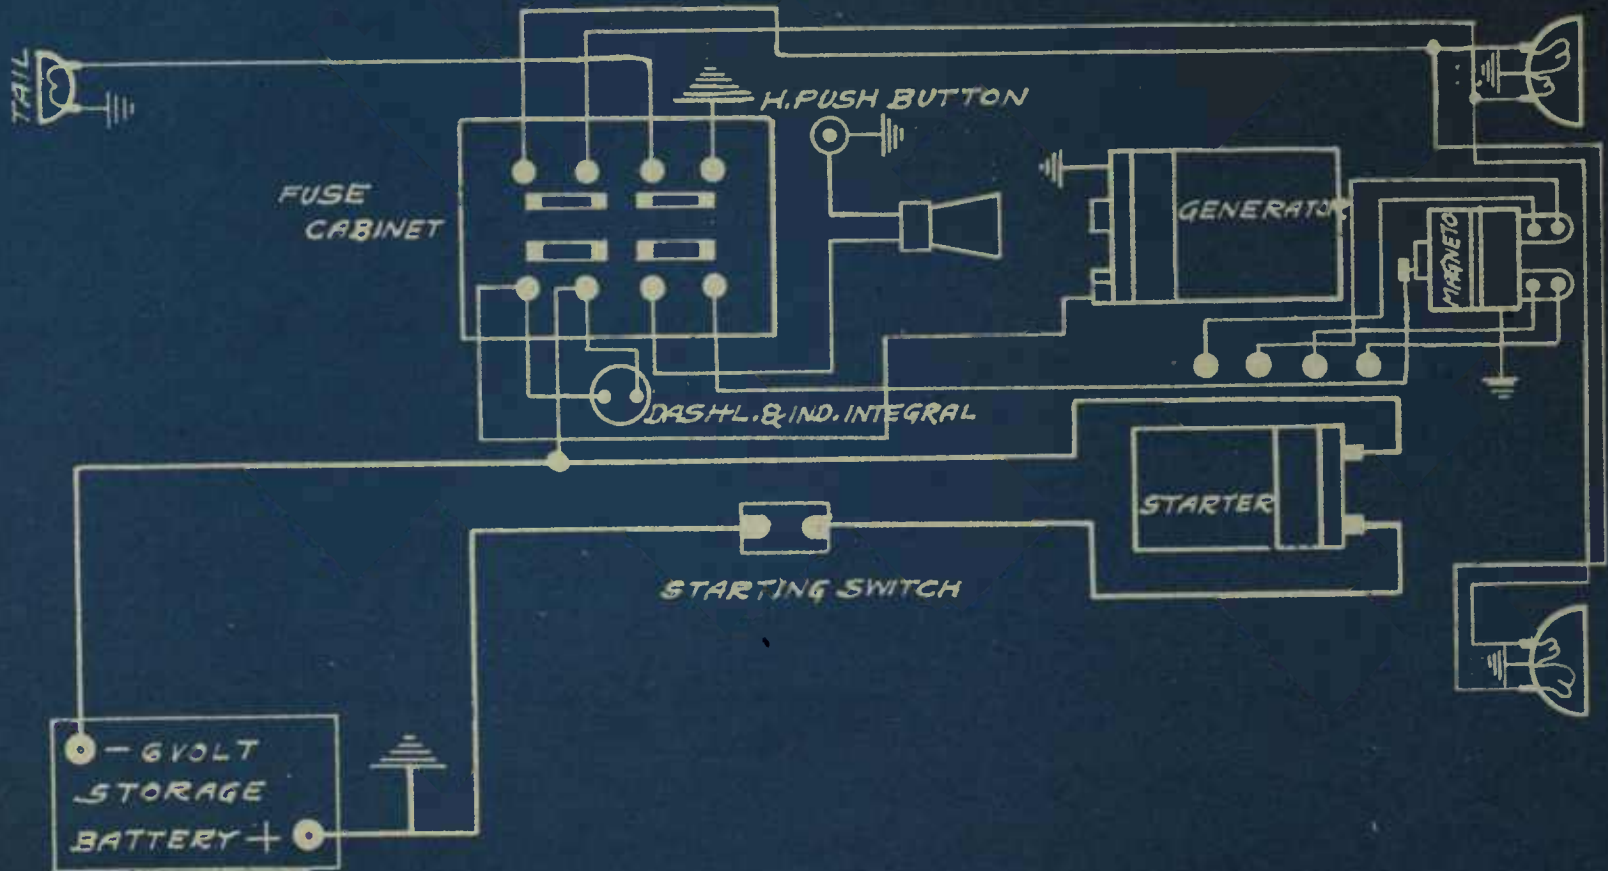 TAIL
H. PUSH BUTTON
FUSE
CABINET
GENERATOR
MAGNETO
DASH L. & IND. INTEGRAL
STARTER
STARTING SWITCH
- 6 VOLT
STORAGE
BATTERY +